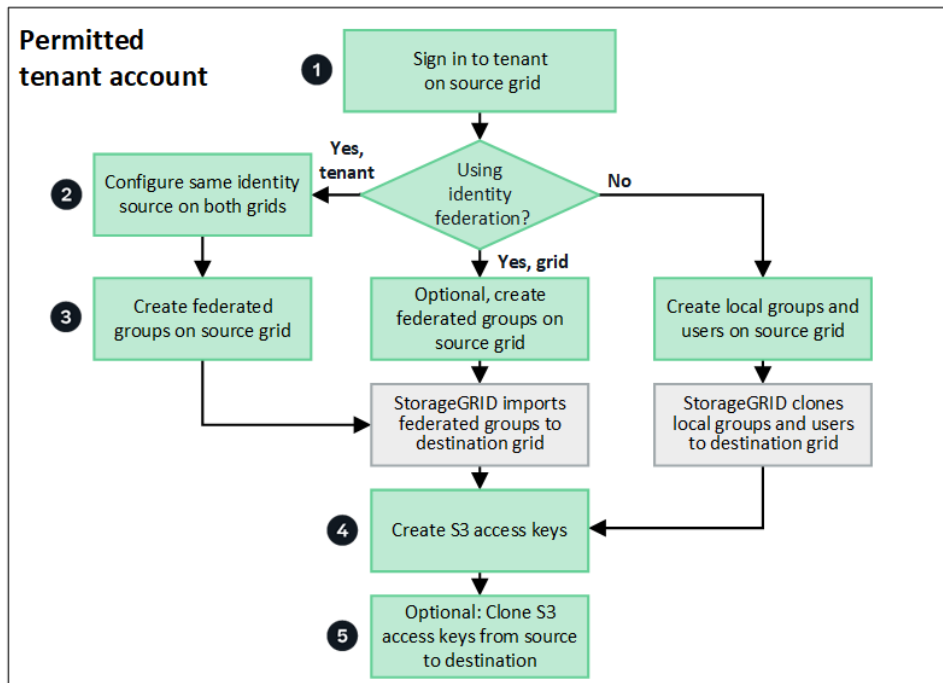 Permitted
tenant account
1
Sign in to tenant
on source grid
Yes,
tenant
Using
identity
federation?
No
2
Configure same identity
source on both grids
Yes, grid
3
Create federated
groups on source grid
Optional, create
federated groups on
source grid
Create local groups and
users on source grid
StorageGRID imports
federated groups to
destination grid
StorageGRID clones
local groups and users
to destination grid
4
Create S3 access keys
5
Optional: Clone S3
access keys from source
to destination